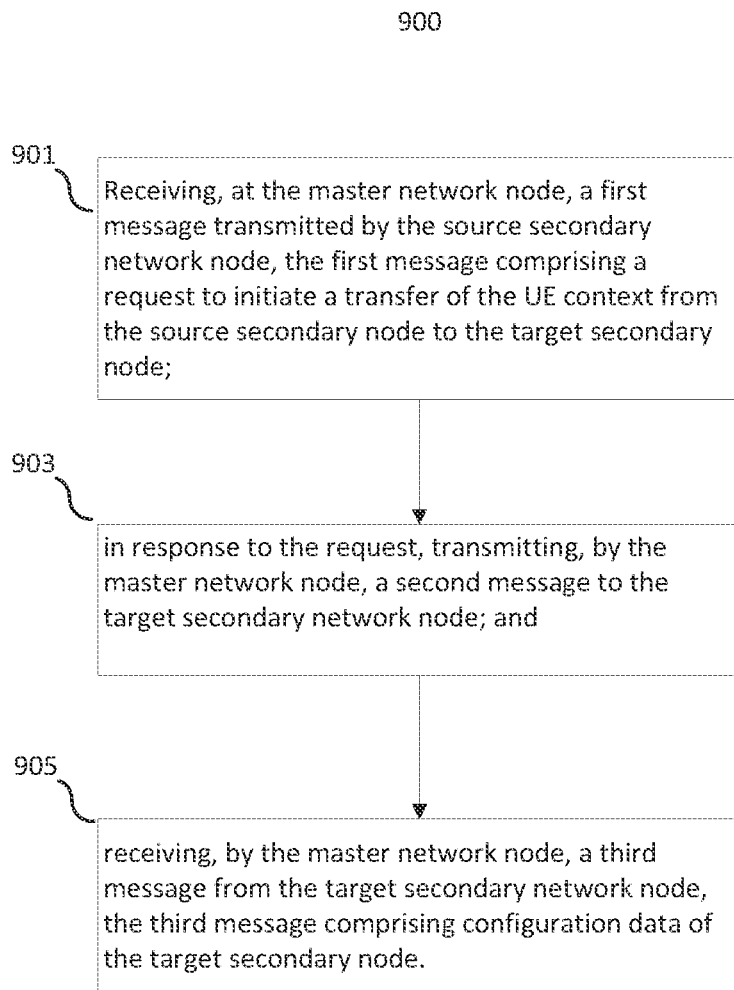 900
901
Receiving, at the master network node, a first
message transmitted by the source secondary
network node, the first message comprising a
request to initiate a transfer of the UE context from
the source secondary node to the target secondary
node;
903
in response to the request, transmitting, by the
master network node, a second message to the
target secondary network node; and
905
receiving, by the master network node, a third
message from the target secondary network node,
the third message comprising configuration data of
the target secondary node.